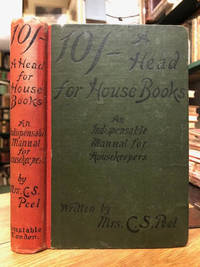 10/-
A Head
for
House
Books
An
Indispensable
Manual for
Housekeepers
by
Mrs. C.S.
Peel
Constable
London.
10/- A
Head
for House Books
An
Indispensable
Manual for
Housekeepers
Written by
Mrs. C.S. Peel